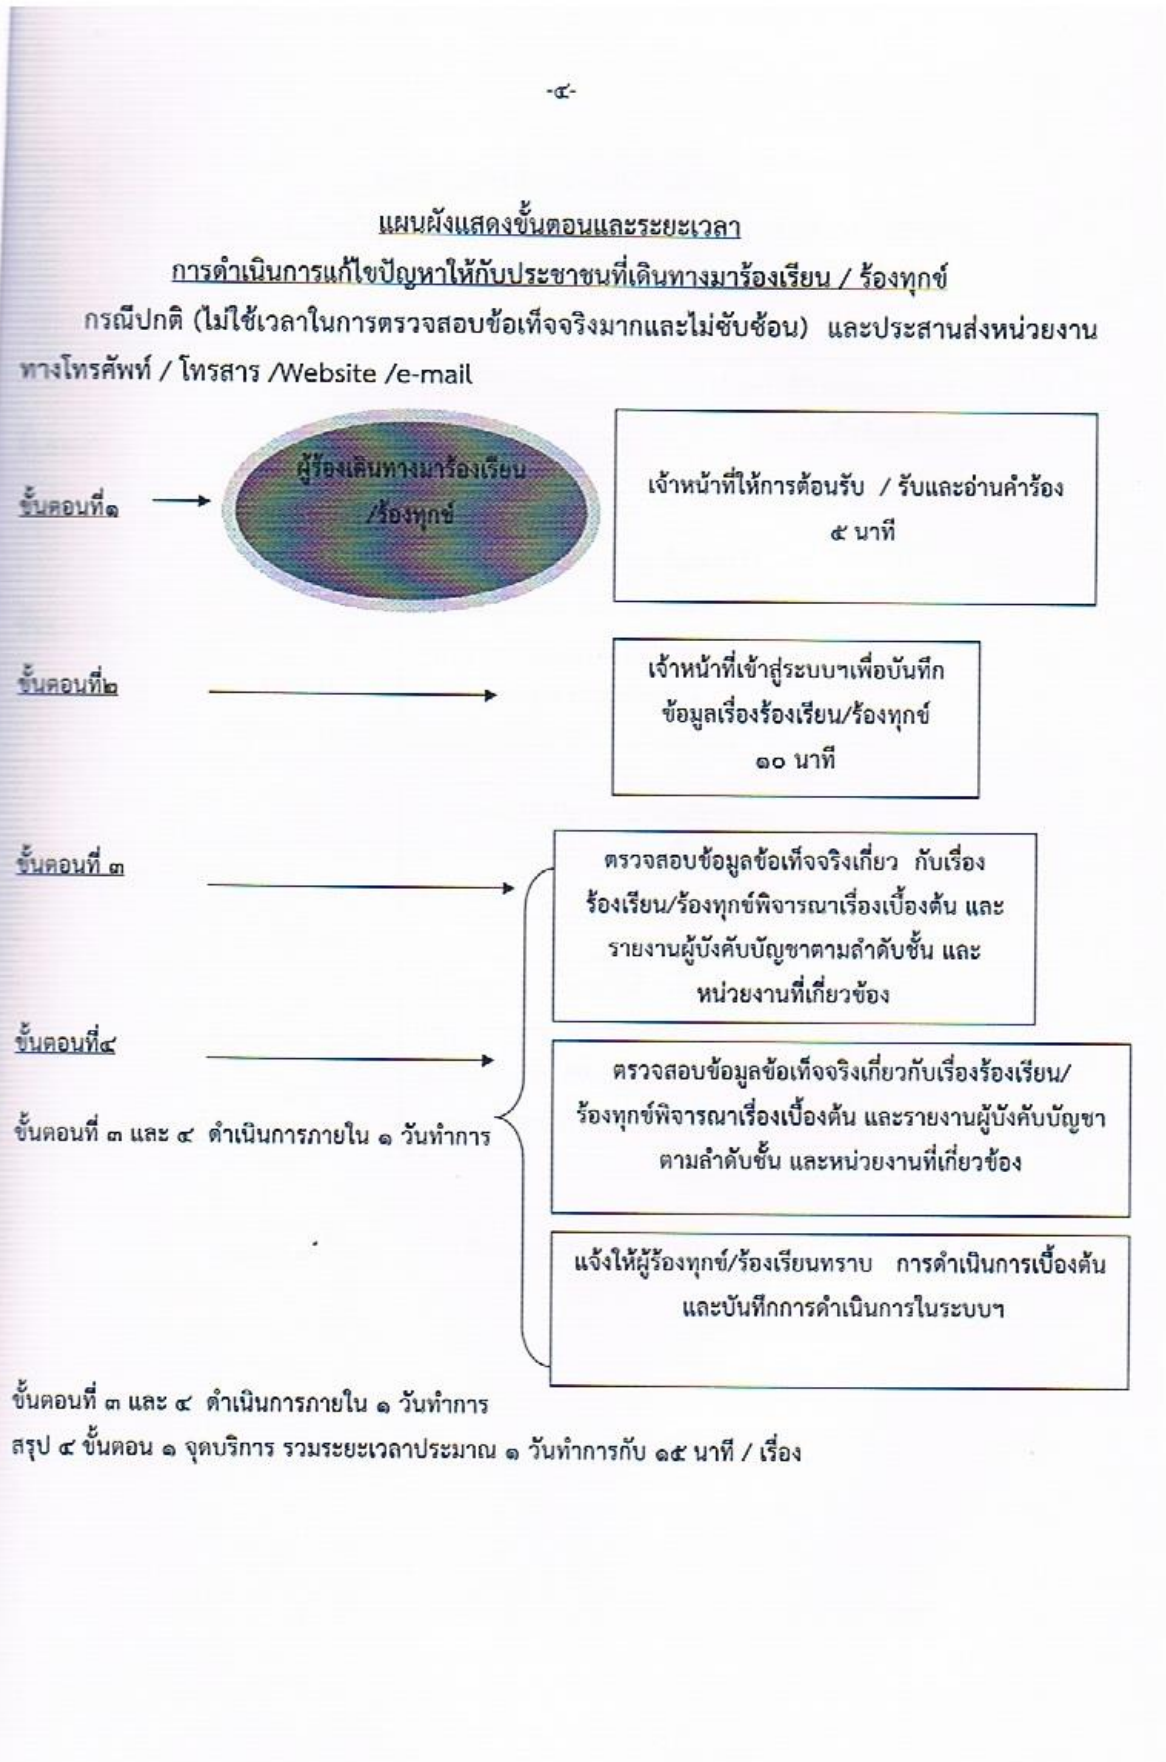 -๔-
แผนผังแสดงขั้นตอนและระยะเวลา
การดำเนินการแก้ไขปัญหาให้กับประชาชนที่เดินทางมาร้องเรียน / ร้องทุกข์
กรณีปกติ (ไม่ใช้เวลาในการตรวจสอบข้อเท็จจริงมากและไม่ซับซ้อน) และประสานส่งหน่วยงาน
ทางโทรศัพท์ / โทรสาร /Website /e-mail
ขั้นตอนที่๑
ผู้ร้องเดินทางมาร้องเรียน
/ร้องทุกข์
เจ้าหน้าที่ให้การต้อนรับ / รับและอ่านคำร้อง
๕ นาที
ขั้นตอนที่๒
เจ้าหน้าที่เข้าสู่ระบบฯเพื่อบันทึก
ข้อมูลเรื่องร้องเรียน/ร้องทุกข์
๑๐ นาที
ขั้นตอนที่ ๓
ตรวจสอบข้อมูลข้อเท็จจริงเกี่ยว กับเรื่อง
ร้องเรียน/ร้องทุกข์พิจารณาเรื่องเบื้องต้น และ
รายงานผู้บังคับบัญชาตามลำดับชั้น และ
หน่วยงานที่เกี่ยวข้อง
ขั้นตอนที่๔
ตรวจสอบข้อมูลข้อเท็จจริงเกี่ยวกับเรื่องร้องเรียน/
ร้องทุกข์พิจารณาเรื่องเบื้องต้น และรายงานผู้บังคับบัญชา
ตามลำดับชั้น และหน่วยงานที่เกี่ยวข้อง
ขั้นตอนที่ ๓ และ ๔ ดำเนินการภายใน ๑ วันทำการ
แจ้งให้ผู้ร้องทุกข์/ร้องเรียนทราบ การดำเนินการเบื้องต้น
และบันทึกการดำเนินการในระบบฯ
ขั้นตอนที่ ๓ และ ๔ ดำเนินการภายใน ๑ วันทำการ
สรุป ๔ ขั้นตอน ๑ จุดบริการ รวมระยะเวลาประมาณ ๑ วันทำการกับ ๑๕ นาที / เรื่อง